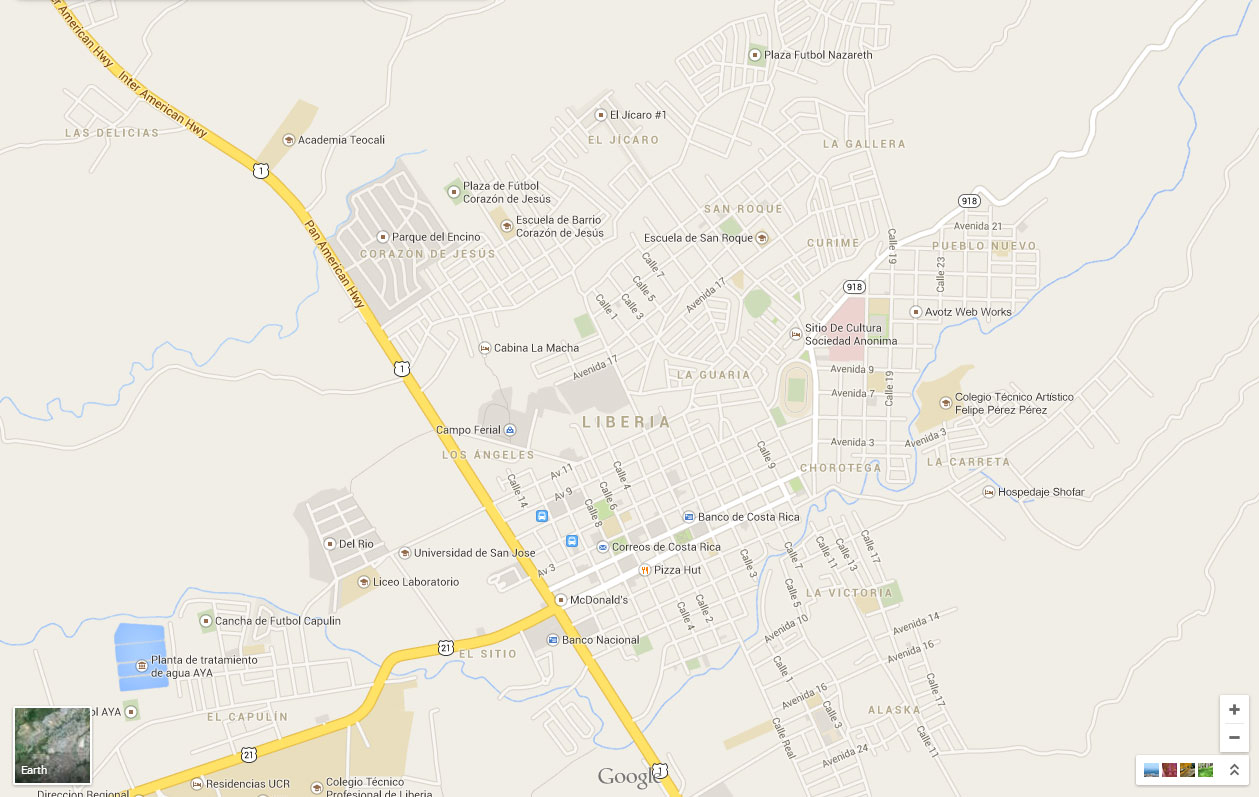 Inter American Hwy
Inter American Hwy
Plaza Futbol Nazareth
LAS DELICIAS
Academia Teocali
El Jícaro #1
EL JÍCARO
LA GALLERA
1
Plaza de Fútbol
Corazón de Jesús
918
SAN ROQUE
Escuela de Barrio
Corazón de Jesús
Avenida 21
Pan American Hwy
Parque del Encino
Escuela de San Roque
CURIME
Calle 19
PUEBLO NUEVO
CORAZON DE JESUS
Calle 7
Calle 23
Calle 5
Avenida 17
918
Calle 1
Calle 3
Avotz Web Works
Sitio De Cultura
Sociedad Anonima
Cabina La Macha
1
Avenida 17
LA GUARIA
Avenida 9
Calle 19
Avenida 7
Colegio Técnico Artístico
Felipe Pérez Pérez
LIBERIA
Campo Ferial
Avenida 3
Avenida 3
LOS ÁNGELES
Calle 9
CHOROTEGA
LA CARRETA
Av 11
Calle 4
Calle 14
Av 9
Calle 6
Hospedaje Shofar
Calle 8
Banco de Costa Rica
Del Rio
Universidad de San Jose
Correos de Costa Rica
Calle 11
Calle 13
Calle 17
Av 3
Pizza Hut
Calle 3
Calle 7
Liceo Laboratorio
McDonald's
Calle 5
LA VICTORIA
Calle 4
Calle 2
Cancha de Futbol Capulin
Avenida 10
Avenida 14
Banco Nacional
21
EL SITIO
Avenida 16
Planta de tratamiento
de agua AYA
Calle 1
Calle 17
Avenida 16
ol AYA
EL CAPULÍN
Calle 3
ALASKA
Calle Real
Avenida 24
Calle 11
21
Earth
Google
1
Residencias UCR
Colegio Técnico
Profesional de Liberia
Direccion Regional
+
−